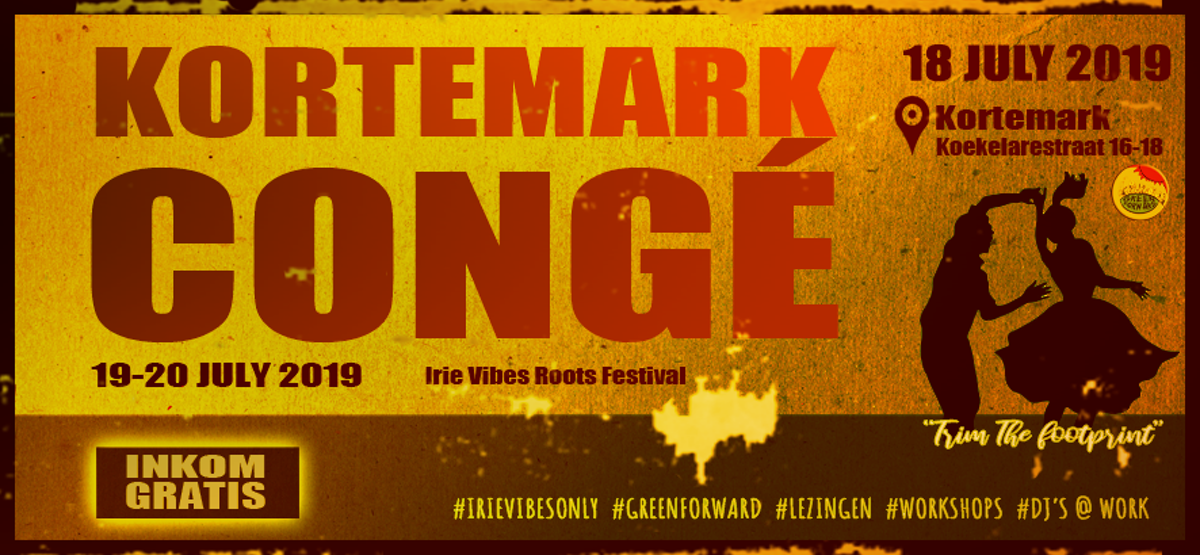 KORTEMARK
CONGÉ
19-20 JULY 2019
Irie Vibes Roots Festival
18 JULY 2019
Kortemark
Koekelarestraat 16-18
"Trim The footprint"
INKOM
GRATIS
#IRIEVIBESONLY #GREENFORWARD #LEZINGEN #WORKSHOPS #DJ'S @ WORK